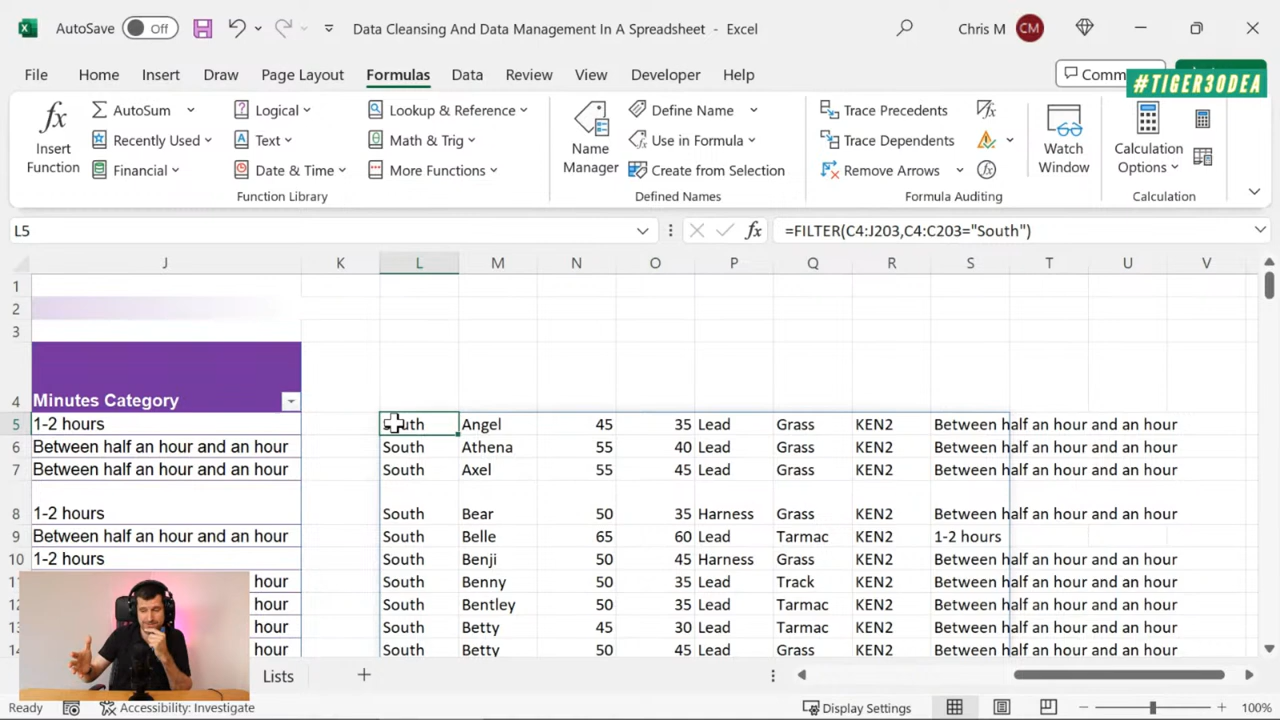 AutoSave Off Data Cleansing And Data Management In A Spreadsheet - Excel Chris M CM
File Home Insert Draw Page Layout Formulas Data Review View Developer Help
#TIGER30DEA
fx Insert Function
AutoSum
Recently Used
Financial
Logical
Text
Date & Time
Lookup & Reference
Math & Trig
More Functions
Function Library
Name Manager
Define Name
Use in Formula
Create from Selection
Defined Names
Trace Precedents
Trace Dependents
Remove Arrows
Formula Auditing
Watch Window
Calculation Options
Calculation
L5 fx =FILTER(C4:J203,C4:C203="South")
J K L M N O P Q R S T U V
1
2
3
4 Minutes Category
5 1-2 hours South Angel 45 35 Lead Grass KEN2 Between half an hour and an hour
6 Between half an hour and an hour South Athena 55 40 Lead Grass KEN2 Between half an hour and an hour
7 Between half an hour and an hour South Axel 55 45 Lead Grass KEN2 Between half an hour and an hour
8 1-2 hours South Bear 50 35 Harness Grass KEN2 Between half an hour and an hour
9 Between half an hour and an hour South Belle 65 60 Lead Tarmac KEN2 1-2 hours
10 1-2 hours South Benji 50 45 Harness Grass KEN2 Between half an hour and an hour
hour South Benny 50 35 Lead Track KEN2 Between half an hour and an hour
12 hour South Bentley 50 35 Lead Tarmac KEN2 Between half an hour and an hour
13 hour South Betty 45 30 Lead Tarmac KEN2 Between half an hour and an hour
14 hour South Betty 50 45 Lead Grass KEN2 Between half an hour and an hour
Lists
Ready Accessibility: Investigate Display Settings 100%